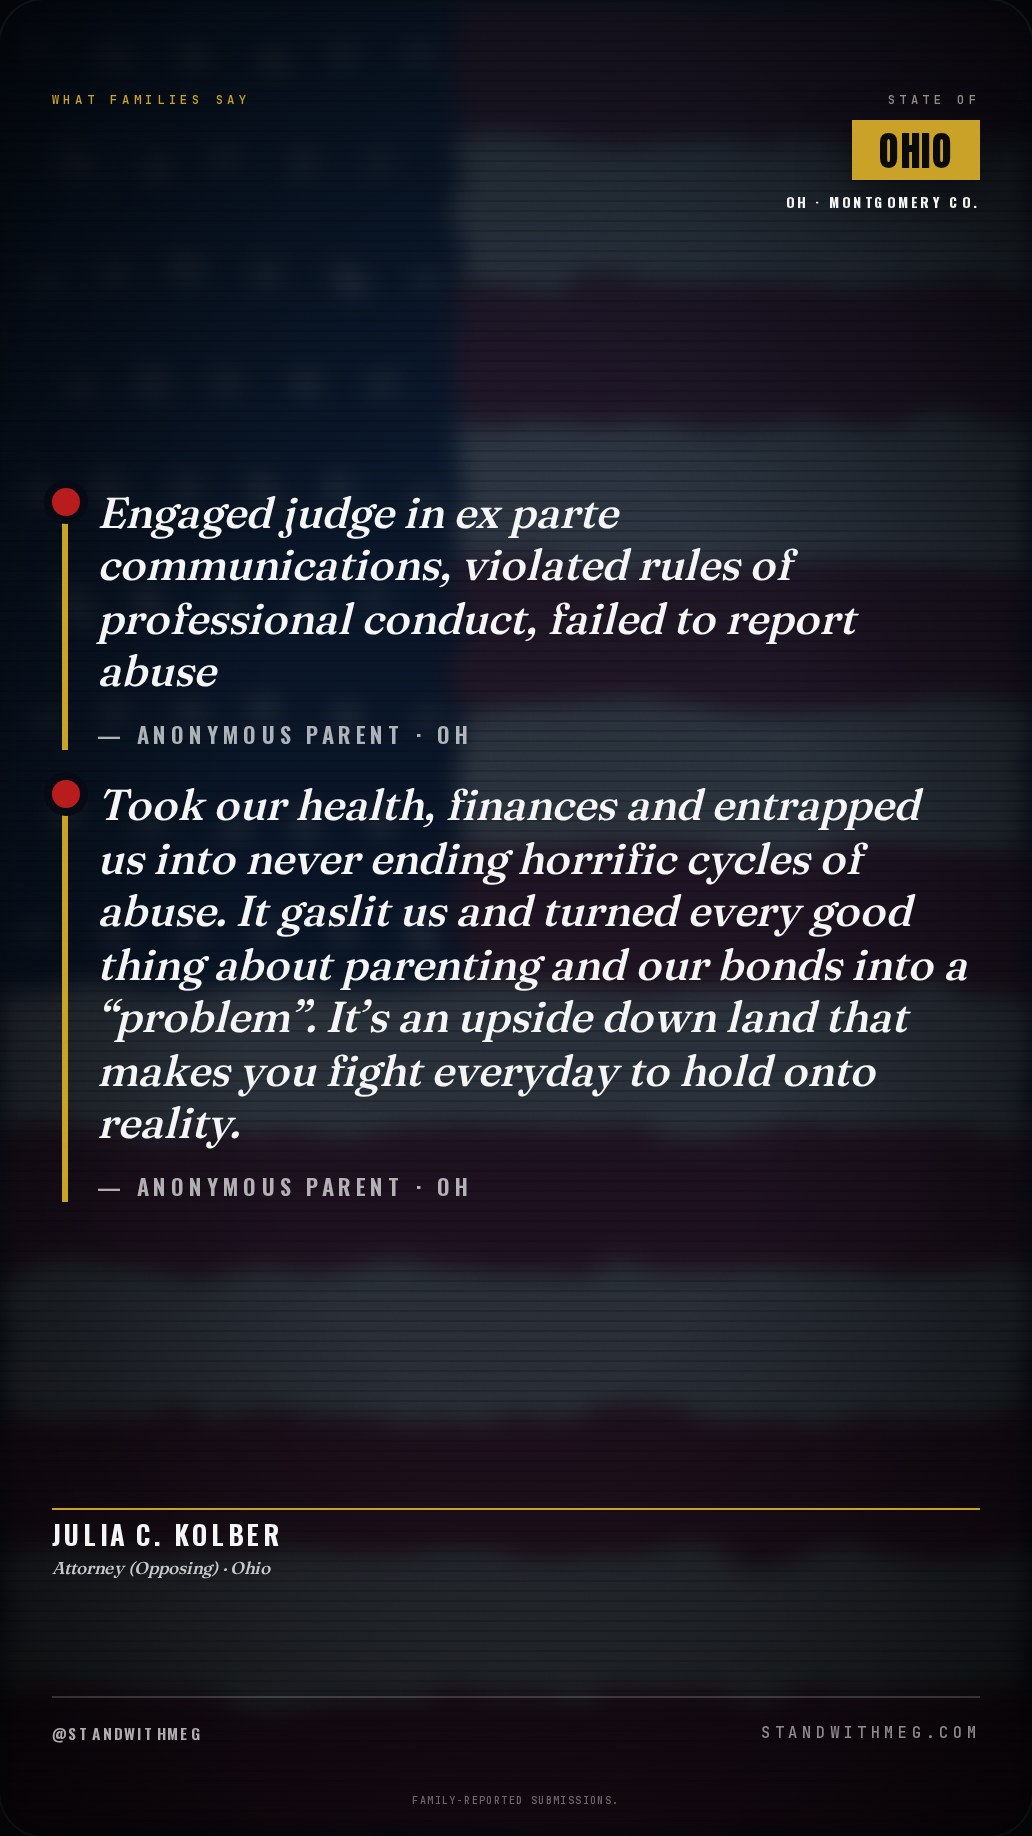 WHAT FAMILIES SAY
STATE OF
OHIO
OH · MONTGOMERY CO.
Engaged judge in ex parte
communications, violated rules of
professional conduct, failed to report
abuse
— ANONYMOUS PARENT · OH
Took our health, finances and entrapped
us into never ending horrific cycles of
abuse. It gaslit us and turned every good
thing about parenting and our bonds into a
“problem”. It’s an upside down land that
makes you fight everyday to hold onto
reality.
— ANONYMOUS PARENT · OH
JULIA C. KOLBER
Attorney (Opposing) · Ohio
@STANDWITHMEG
STANDWITHMEG.COM
FAMILY-REPORTED SUBMISSIONS.